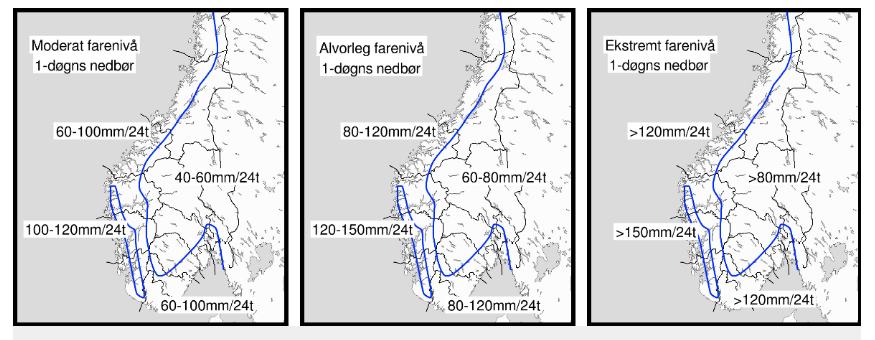 Moderat farenivå
1-døgns nedbør
60-100mm/24t
40-60mm/24t
100-120mm/24t
60-100mm/24t
Alvorleg farenivå
1-døgns nedbør
80-120mm/24t
60-80mm/24t
120-150mm/24t
80-120mm/24t
Ekstremt farenivå
1-døgns nedbør
>120mm/24t
>80mm/24t
>150mm/24t
>120mm/24t